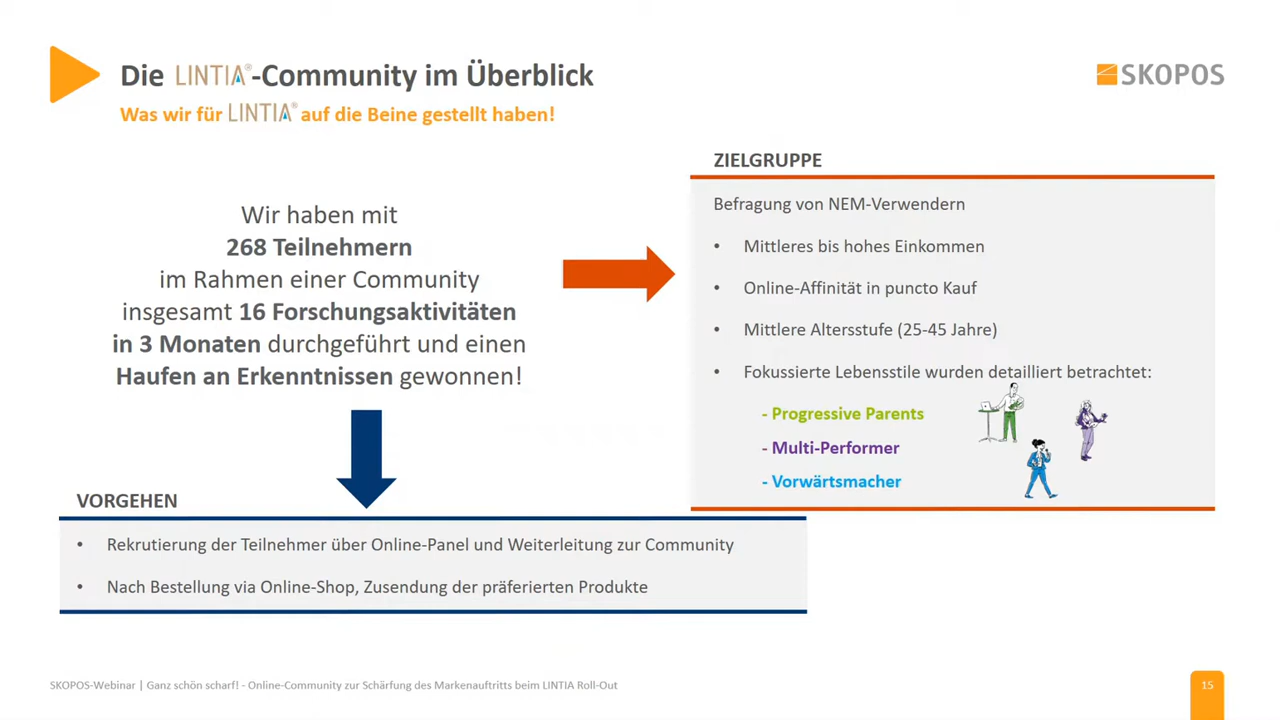 Die LINTIA®-Community im Überblick
Was wir für LINTIA® auf die Beine gestellt haben!
SKOPOS
Wir haben mit
268 Teilnehmern
im Rahmen einer Community
insgesamt 16 Forschungsaktivitäten
in 3 Monaten durchgeführt und einen
Haufen an Erkenntnissen gewonnen!
ZIELGRUPPE
Befragung von NEM-Verwendern
• Mittleres bis hohes Einkommen
• Online-Affinität in puncto Kauf
• Mittlere Altersstufe (25-45 Jahre)
• Fokussierte Lebensstile wurden detailliert betrachtet:
- Progressive Parents
- Multi-Performer
- Vorwärtsmacher
VORGEHEN
• Rekrutierung der Teilnehmer über Online-Panel und Weiterleitung zur Community
• Nach Bestellung via Online-Shop, Zusendung der präferierten Produkte
SKOPOS-Webinar | Ganz schön scharf! - Online-Community zur Schärfung des Markenauftritts beim LINTIA Roll-Out
15